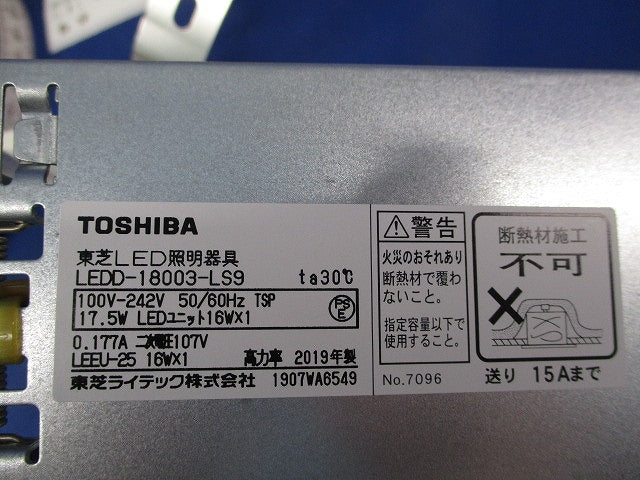 TOSHIBA
東芝LED照明器具
LEDD-18003-LS9 ta30℃
100V-242V 50/60Hz TSP
17.5W LEDユニット16W×1
PS
E
0.177A 二次電圧107V
LEEU-25 16W×1 高力率 2019年製
東芝ライテック株式会社 1907WA6549
警告
火災のおそれあり
断熱材で覆わ
ないこと。
指定容量以下で
使用すること。
No.7096
断熱材施工
不可
送り 15Aまで